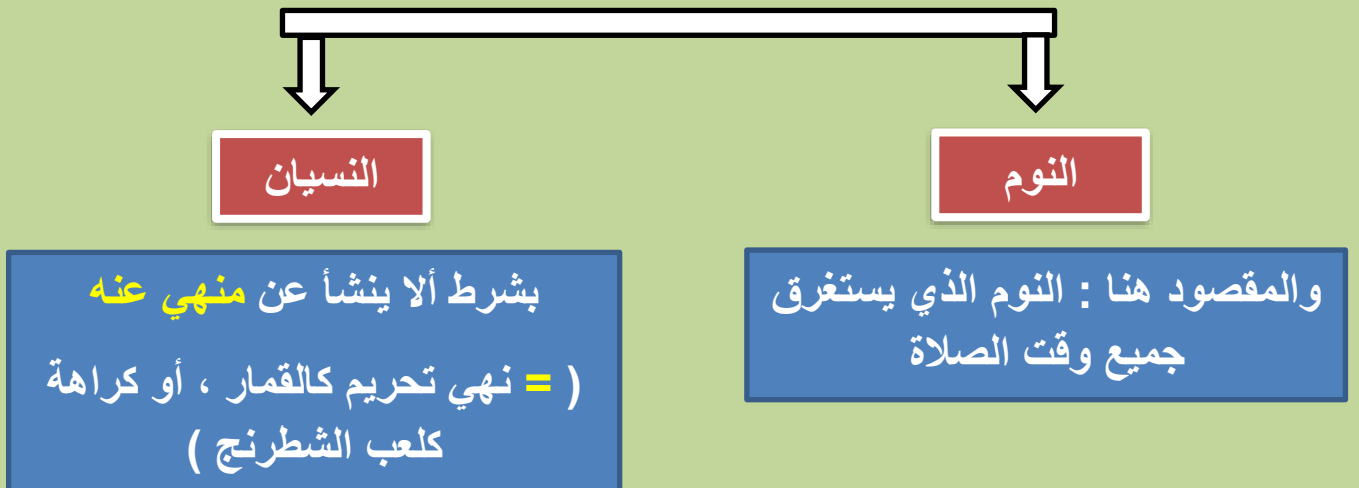 النوم
والمقصود هنا : النوم الذي يستغرق
جميع وقت الصلاة
النسيان
بشرط ألا ينشأ عن منهي عنه
( = نهي تحريم كالقمار ، أو كراهة
كلعب الشطرنج )